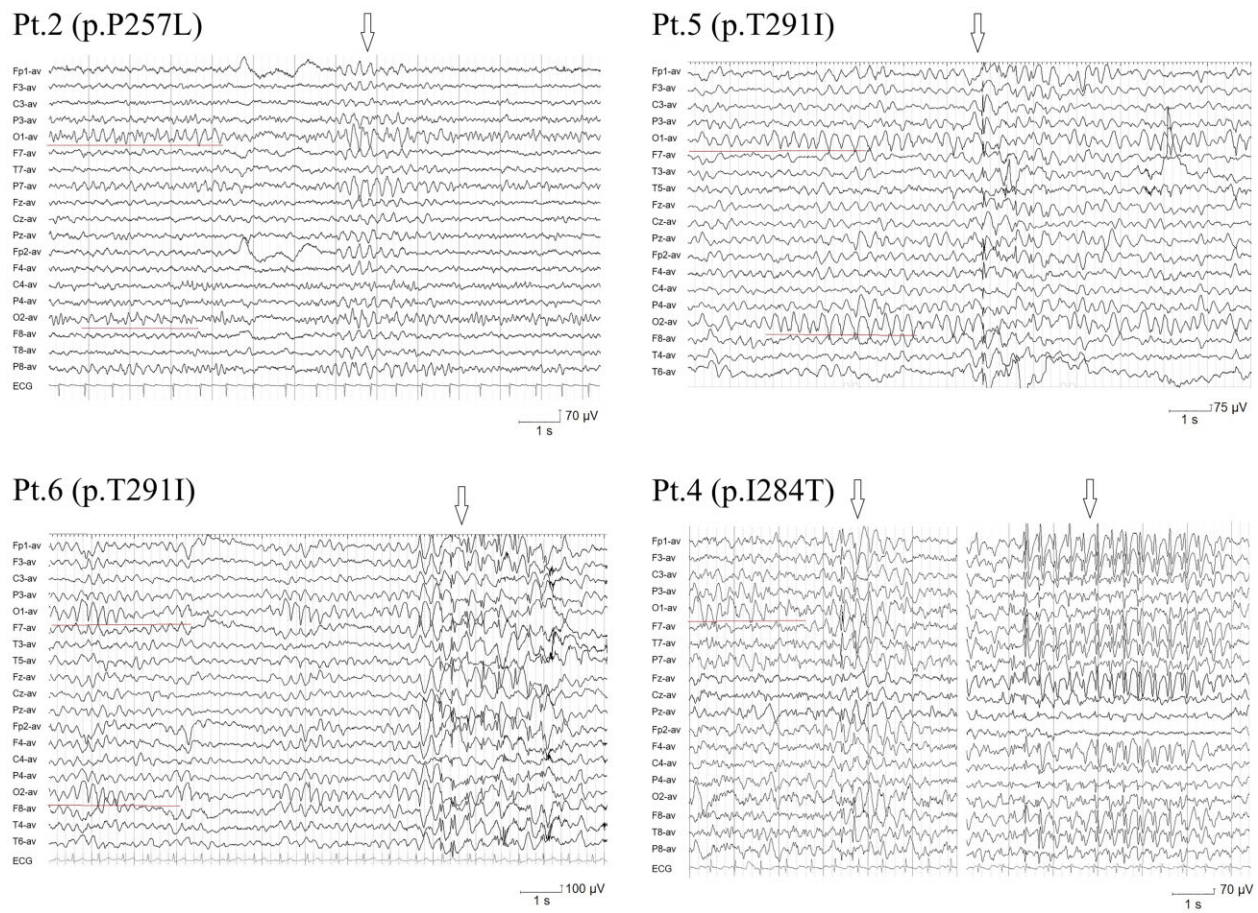 Pt.2 (p.P257L)
Fp1-av
F3-av
C3-av
P3-av
O1-av
F7-av
T7-av
P7-av
Fz-av
Cz-av
Pz-av
Fp2-av
F4-av
C4-av
P4-av
O2-av
F8-av
T8-av
P8-av
ECG
70 µV
1 s
Pt.5 (p.T291I)
Fp1-av
F3-av
C3-av
P3-av
O1-av
F7-av
T3-av
T5-av
Fz-av
Cz-av
Pz-av
Fp2-av
F4-av
C4-av
P4-av
O2-av
F8-av
T4-av
T6-av
75 µV
1 s
Pt.6 (p.T291I)
Fp1-av
F3-av
C3-av
P3-av
O1-av
F7-av
T3-av
T5-av
Fz-av
Cz-av
Pz-av
Fp2-av
F4-av
C4-av
P4-av
O2-av
F8-av
T4-av
T6-av
ECG
100 µV
1 s
Pt.4 (p.I284T)
Fp1-av
F3-av
C3-av
P3-av
O1-av
F7-av
T7-av
P7-av
Fz-av
Cz-av
Pz-av
Fp2-av
F4-av
C4-av
P4-av
O2-av
F8-av
T8-av
P8-av
ECG
70 µV
1 s